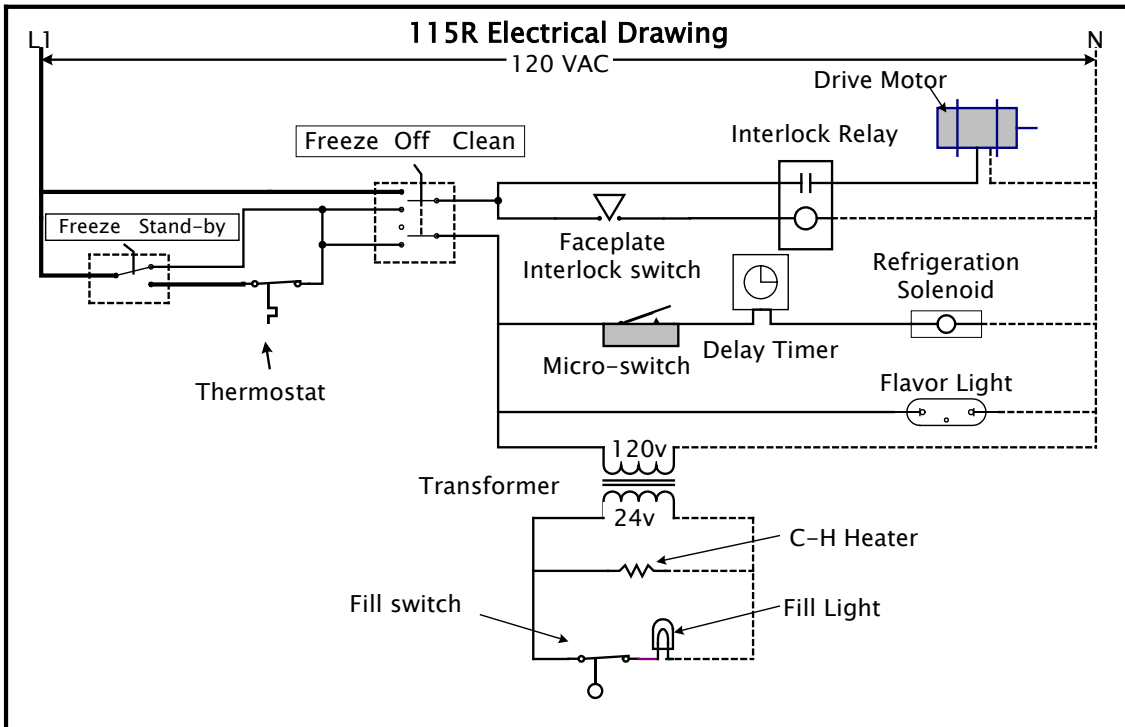 115R Electrical Drawing
L1
N
120 VAC
Drive Motor
Freeze Off Clean
Interlock Relay
Freeze Stand-by
Faceplate
Interlock switch
Refrigeration
Solenoid
Micro-switch
Delay Timer
Thermostat
Flavor Light
120v
Transformer
24v
C-H Heater
Fill switch
Fill Light